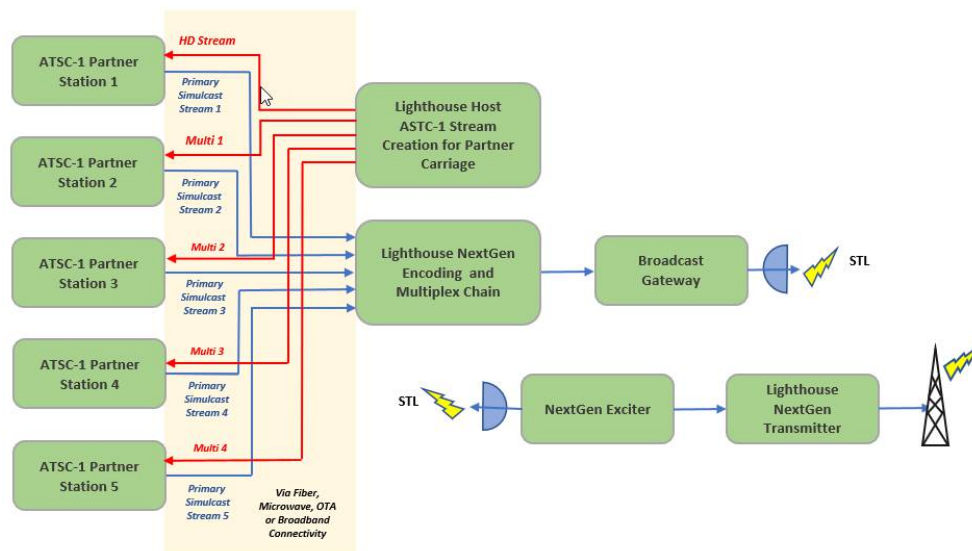 HD Stream
ATSC-1 Partner
Station 1
Primary
Simulcast
Stream 1
Multi 1
ATSC-1 Partner
Station 2
Primary
Simulcast
Stream 2
Multi 2
ATSC-1 Partner
Station 3
Primary
Simulcast
Stream 3
Multi 3
ATSC-1 Partner
Station 4
Primary
Simulcast
Stream 4
Multi 4
ATSC-1 Partner
Station 5
Primary
Simulcast
Stream 5
Via Fiber,
Microwave, OTA
or Broadband
Connectivity
Lighthouse Host
ASTC-1 Stream
Creation for Partner
Carriage
Lighthouse NextGen
Encoding and
Multiplex Chain
Broadcast
Gateway
STL
STL
NextGen Exciter
Lighthouse
NextGen
Transmitter